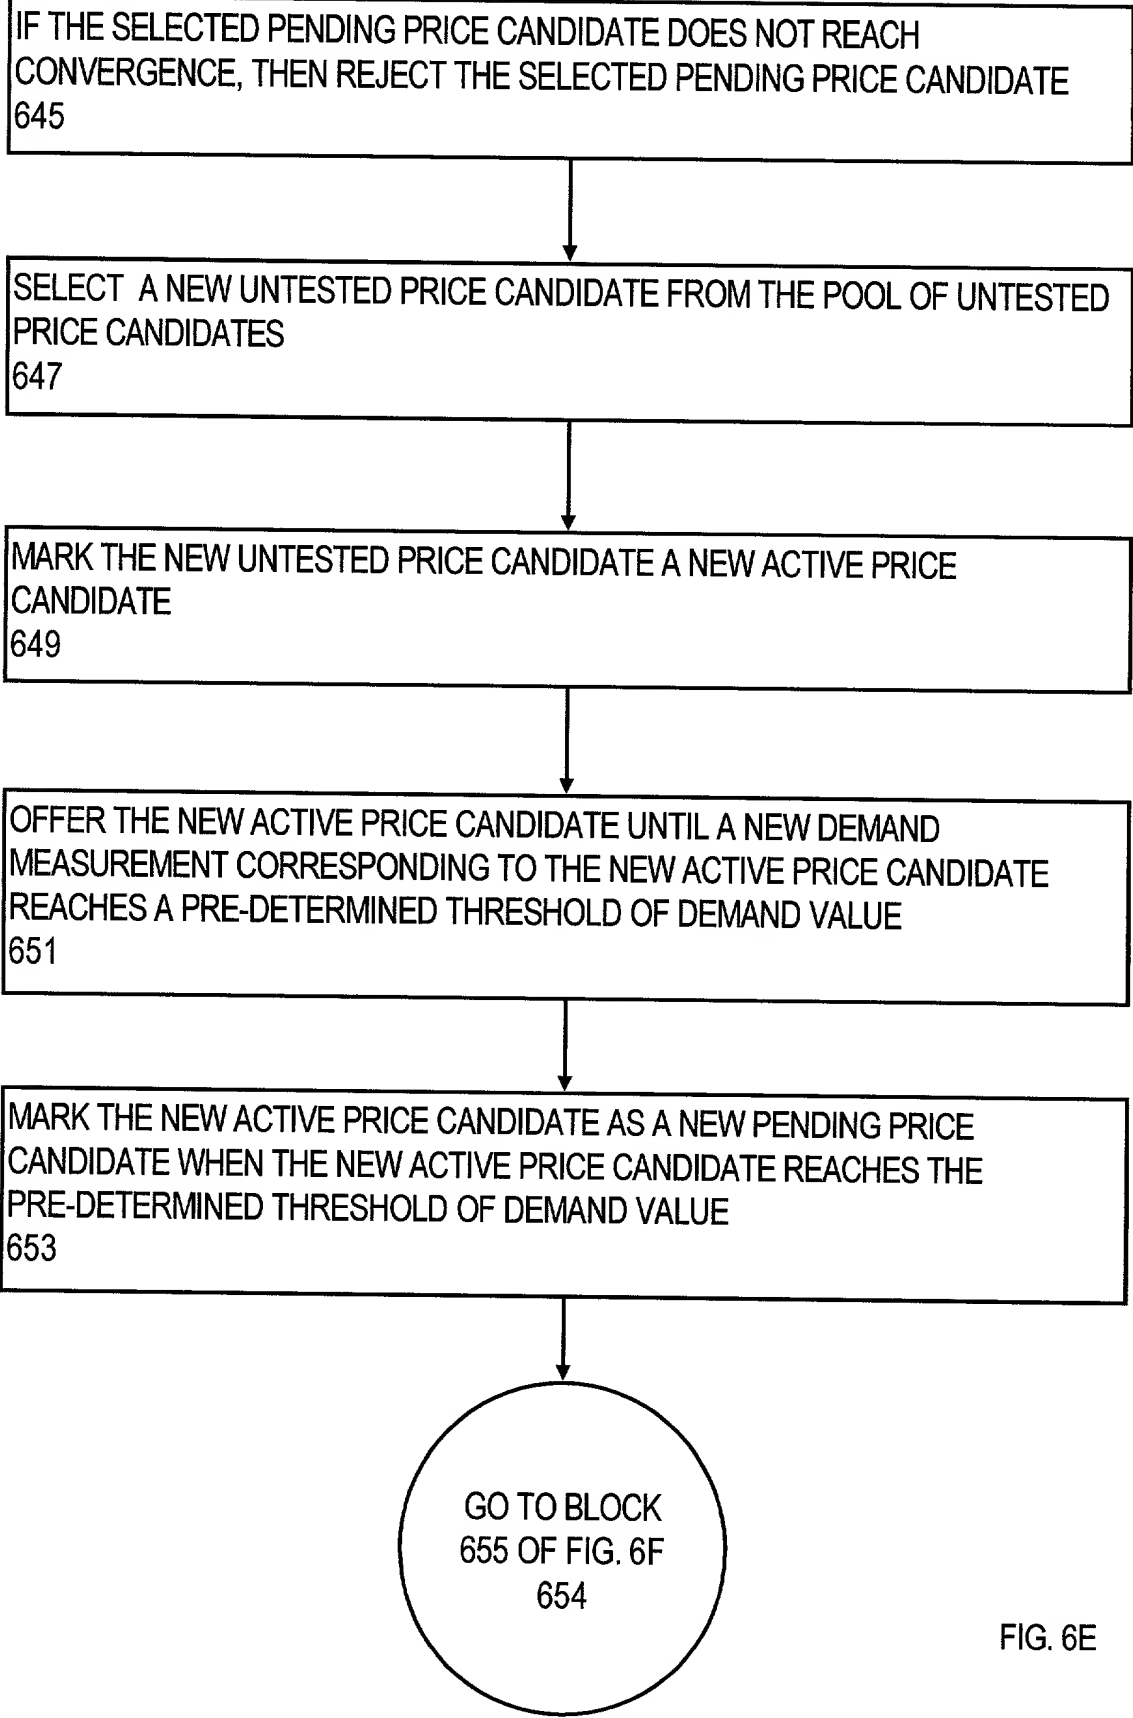 IF THE SELECTED PENDING PRICE CANDIDATE DOES NOT REACH
CONVERGENCE, THEN REJECT THE SELECTED PENDING PRICE CANDIDATE
645
SELECT A NEW UNTESTED PRICE CANDIDATE FROM THE POOL OF UNTESTED
PRICE CANDIDATES
647
MARK THE NEW UNTESTED PRICE CANDIDATE A NEW ACTIVE PRICE
CANDIDATE
649
OFFER THE NEW ACTIVE PRICE CANDIDATE UNTIL A NEW DEMAND
MEASUREMENT CORRESPONDING TO THE NEW ACTIVE PRICE CANDIDATE
REACHES A PRE-DETERMINED THRESHOLD OF DEMAND VALUE
651
MARK THE NEW ACTIVE PRICE CANDIDATE AS A NEW PENDING PRICE
CANDIDATE WHEN THE NEW ACTIVE PRICE CANDIDATE REACHES THE
PRE-DETERMINED THRESHOLD OF DEMAND VALUE
653
GO TO BLOCK
655 OF FIG. 6F
654
FIG. 6E